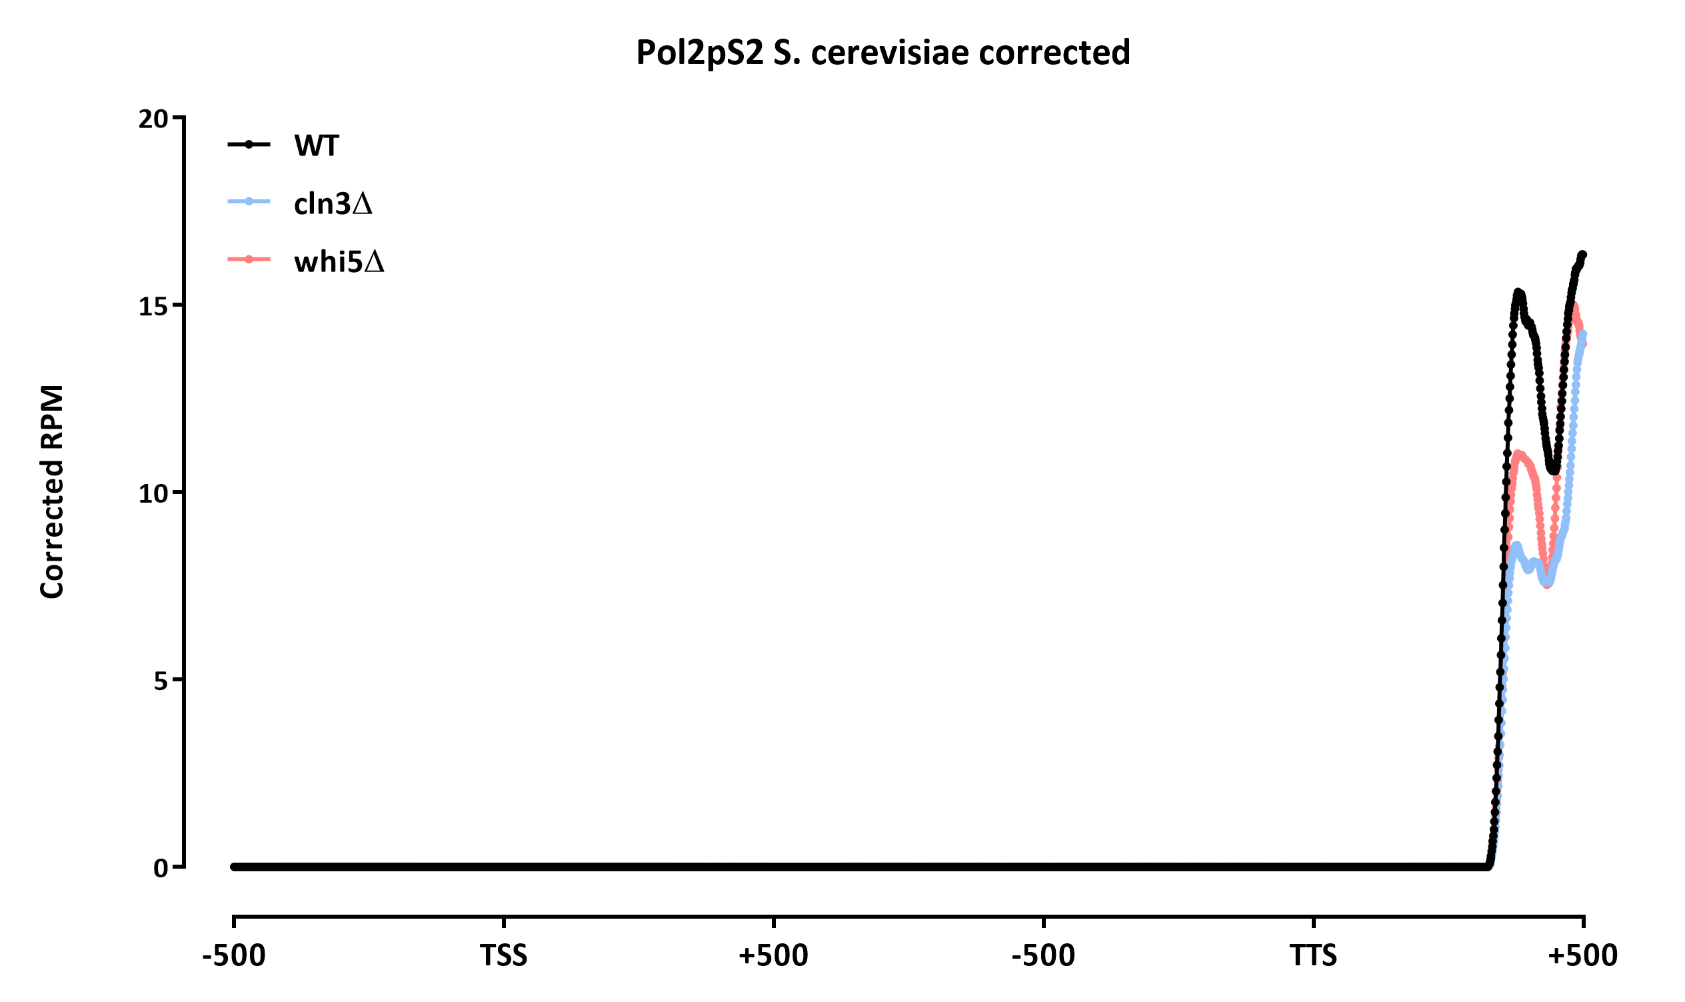 Pol2pS2 S. cerevisiae corrected
20
WT
cln3Δ
whi5Δ
15
10
5
0
Corrected RPM
-500 TSS +500 -500 TTS +500